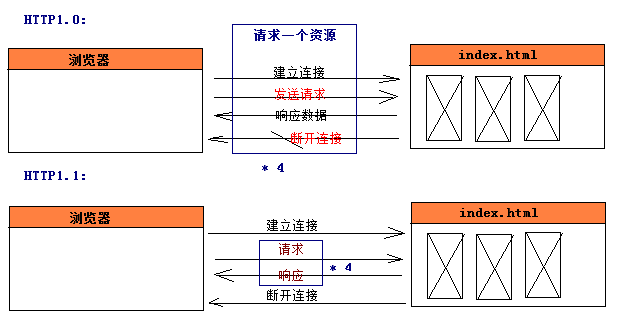 HTTP1.0:
请求一个资源
浏览器
index.html
建立连接
发送请求
响应数据
断开连接
* 4
HTTP1.1:
浏览器
index.html
建立连接
请求
* 4
响应
断开连接